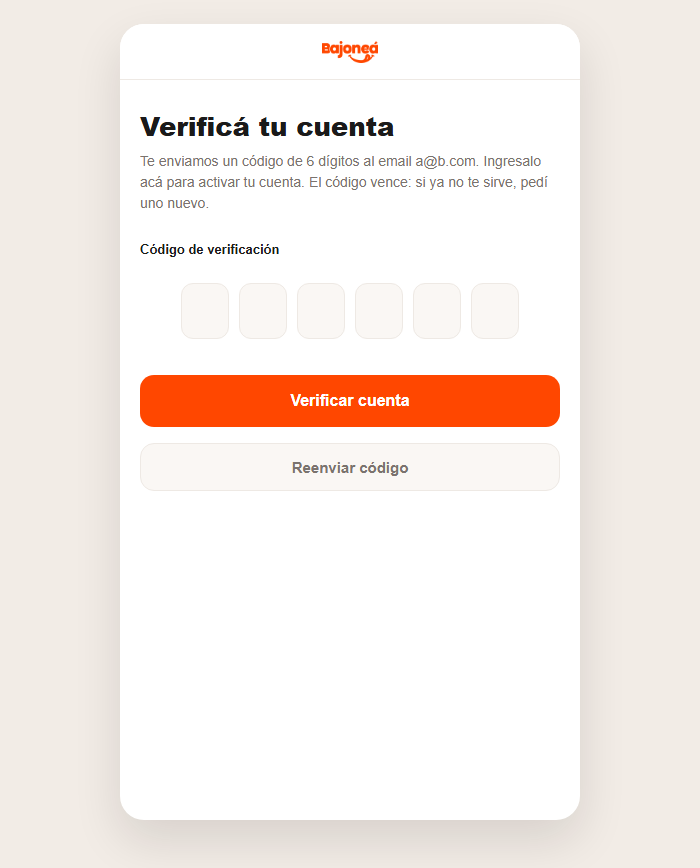 Bajoneá
Verificá tu cuenta
Te enviamos un código de 6 dígitos al email a@b.com. Ingresalo
acá para activar tu cuenta. El código vence: si ya no te sirve, pedí
uno nuevo.
Código de verificación
Verificar cuenta
Reenviar código